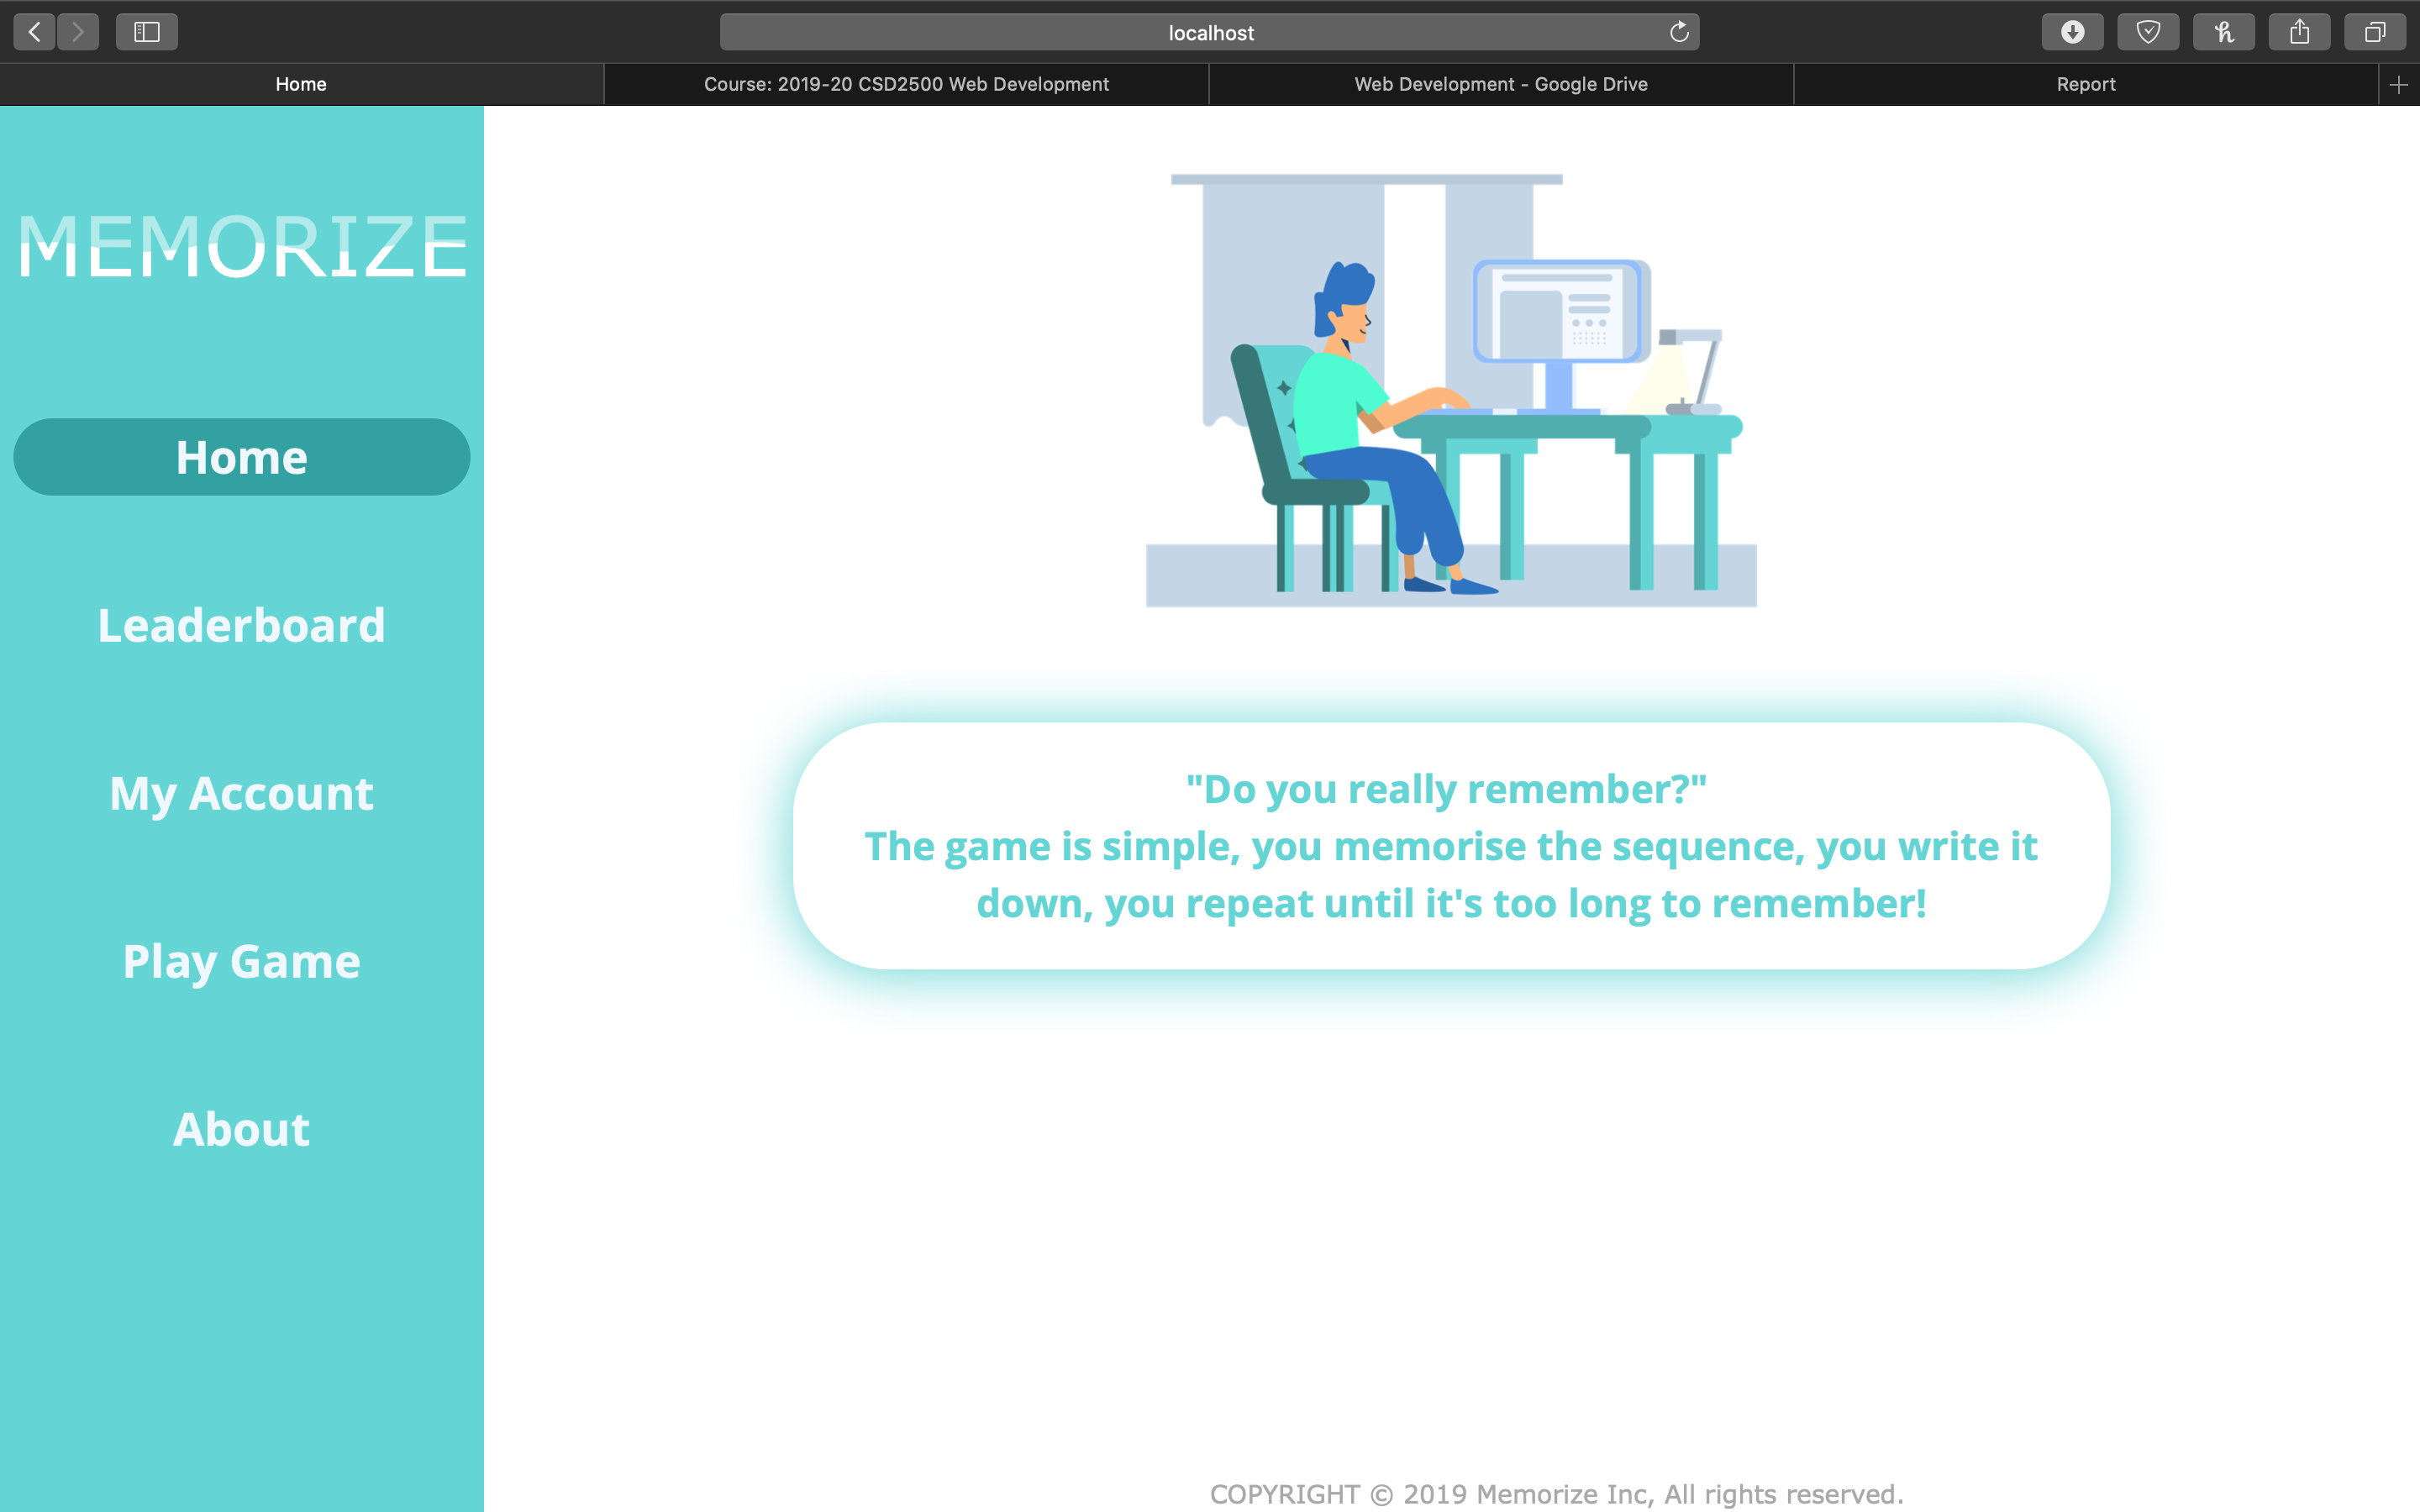 localhost
Home
Course: 2019-20 CSD2500 Web Development
Web Development - Google Drive
Report
MEMORIZE
Home
Leaderboard
My Account
Play Game
About
"Do you really remember?"
The game is simple, you memorise the sequence, you write it
down, you repeat until it's too long to remember!
COPYRIGHT © 2019 Memorize Inc, All rights reserved.